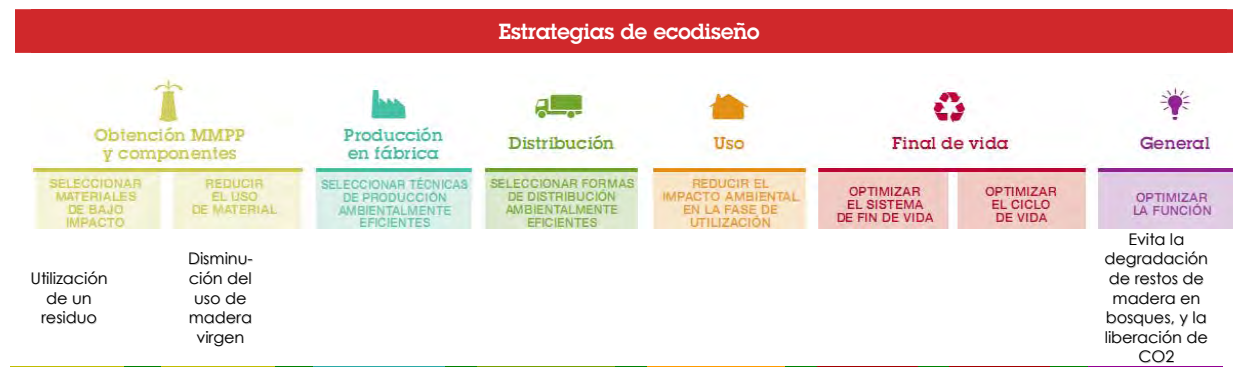 Estrategias de ecodiseño
Obtención MMPP
y componentes
Producción
en fábrica
Distribución
Uso
Final de vida
General
SELECCIONAR
MATERIALES
DE BAJO
IMPACTO
REDUCIR
EL USO
DE MATERIAL
SELECCIONAR TÉCNICAS
DE PRODUCCIÓN
AMBIENTALMENTE
EFICIENTES
SELECCIONAR FORMAS
DE DISTRIBUCIÓN
AMBIENTALMENTE
EFICIENTES
REDUCIR EL
IMPACTO AMBIENTAL
EN LA FASE DE
UTILIZACIÓN
OPTIMIZAR
EL SISTEMA
DE FIN DE VIDA
OPTIMIZAR
EL CICLO
DE VIDA
OPTIMIZAR
LA FUNCIÓN
Utilización
de un
residuo
Disminu-
ción del
uso de
madera
virgen
Evita la
degradación
de restos de
madera en
bosques, y la
liberación de
CO2